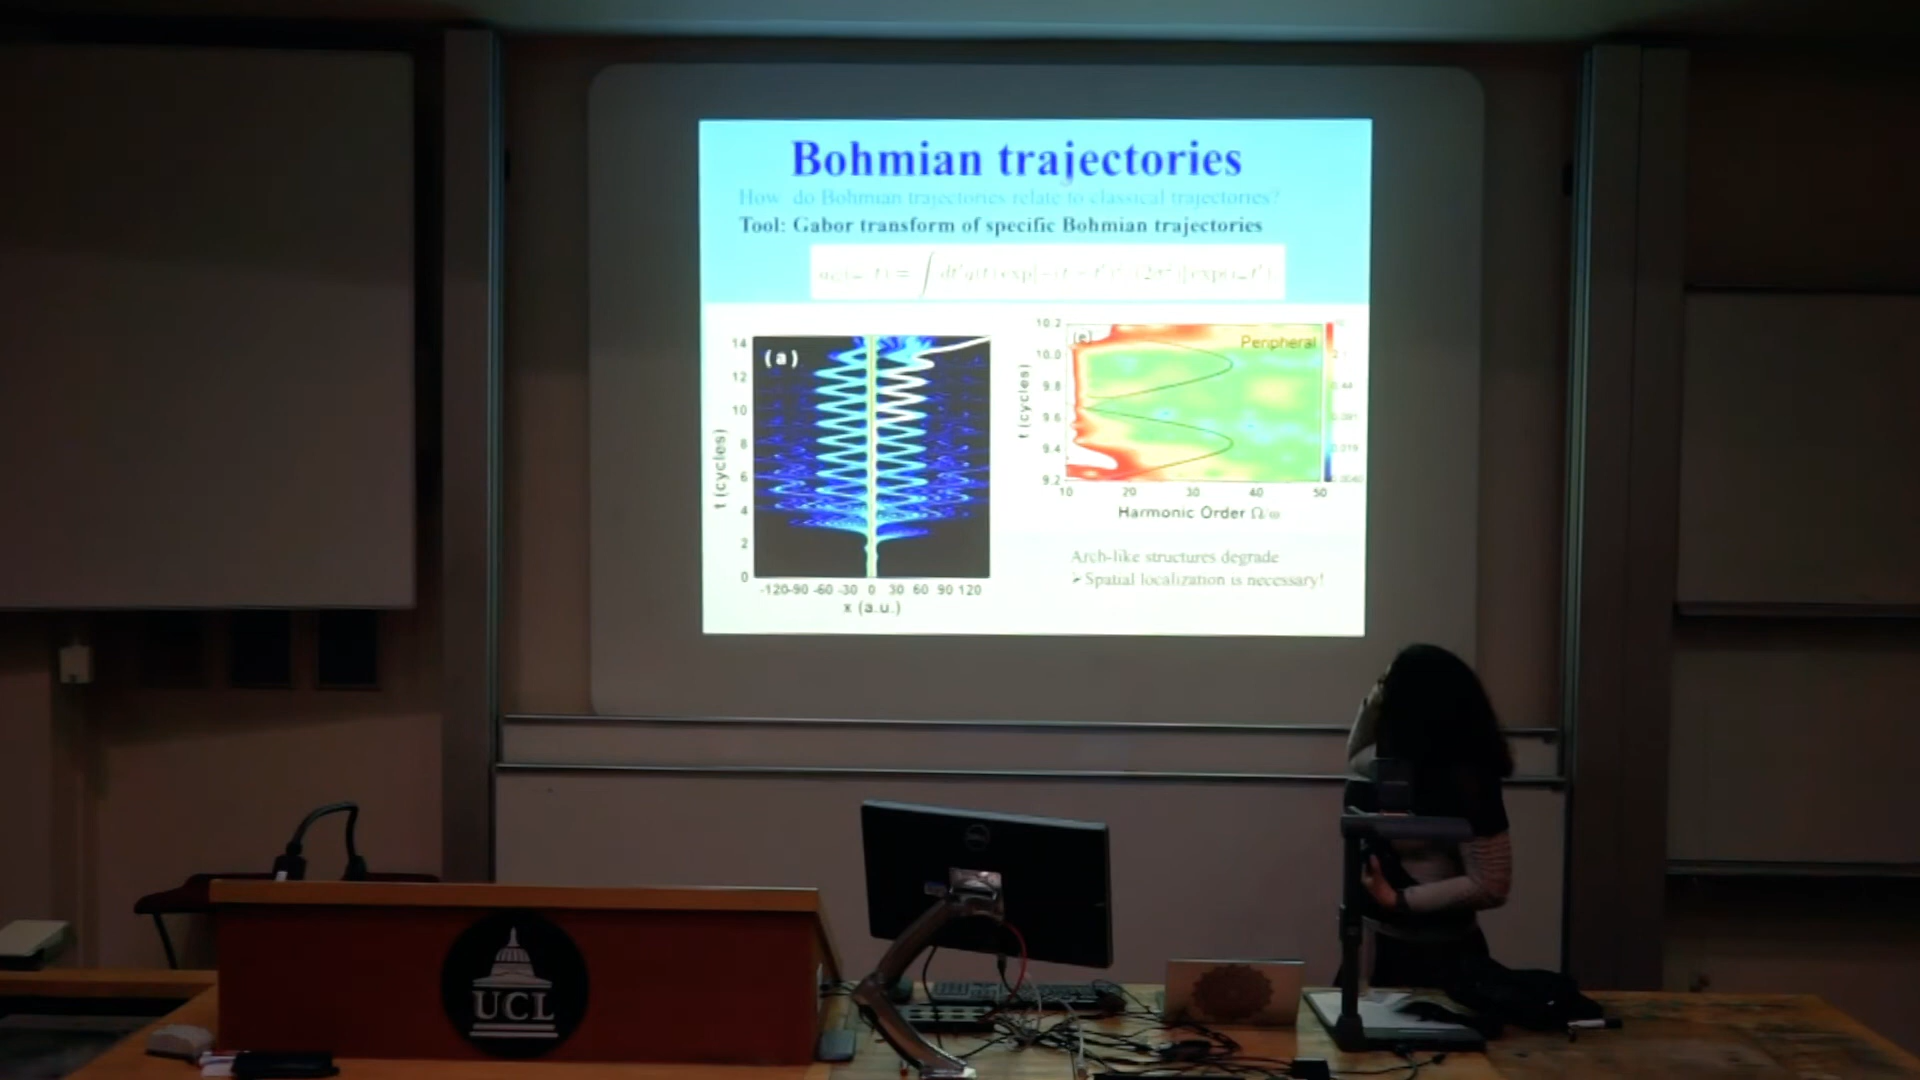 Bohmian trajectories
How do Bohmian trajectories relate to classical trajectories?
Tool: Gabor transform of specific Bohmian trajectories
(a)
t (cycles)
14
12
10
8
6
4
2
0
-120 -90 -60 -30 0 30 60 90 120
x (a.u.)
(e)
Peripheral
t (cycles)
10.2
10.0
9.8
9.6
9.4
9.2
10 20 30 40 50
Harmonic Order Ω/ω
Arch-like structures degrade
➤Spatial localization is necessary!
UCL